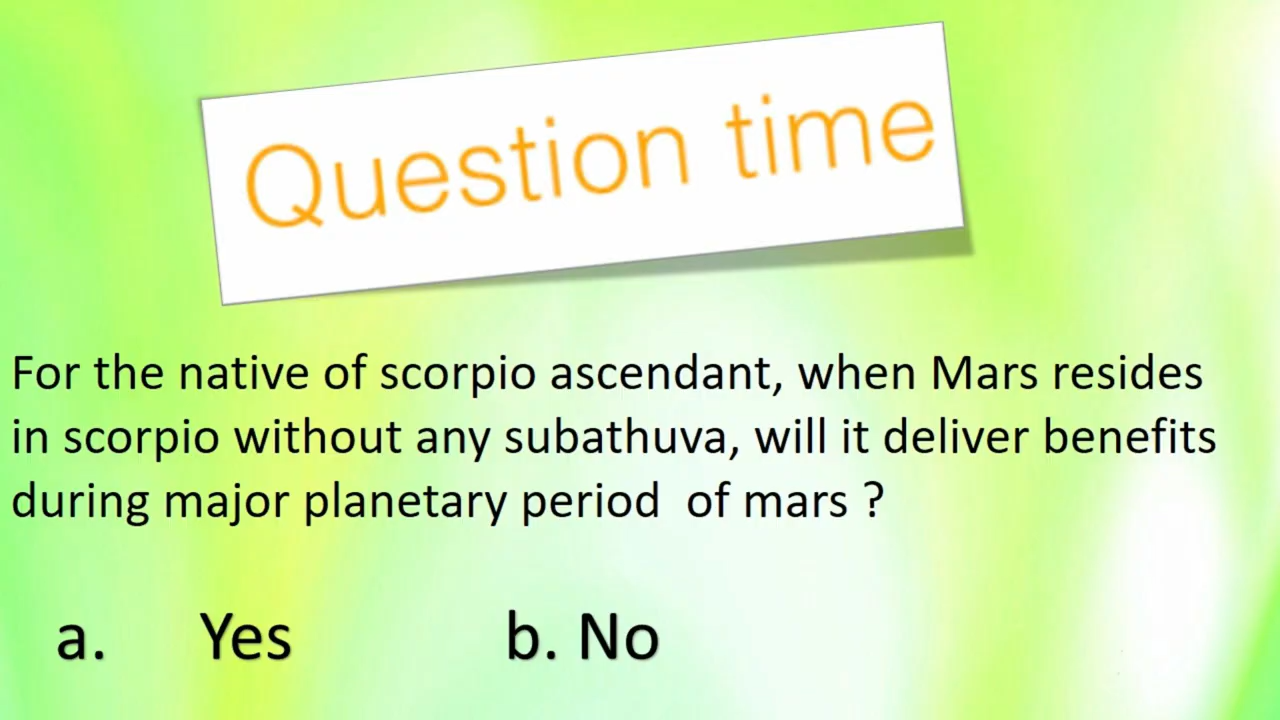 Question time
For the native of scorpio ascendant, when Mars resides
in scorpio without any subathuva, will it deliver benefits
during major planetary period of mars ?
a. Yes b. No